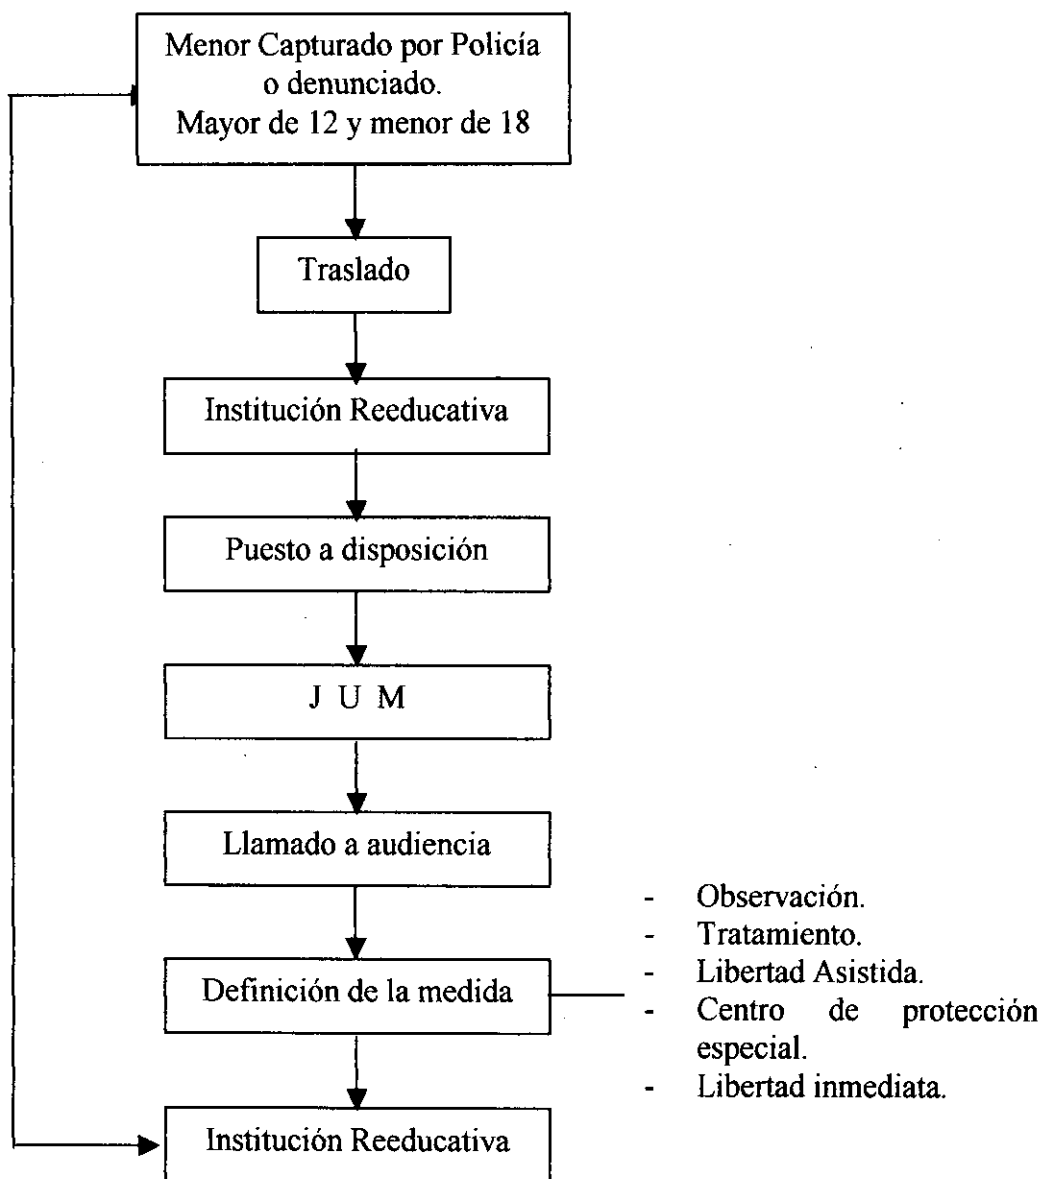 Menor Capturado por Policía
o denunciado.
Mayor de 12 y menor de 18
Traslado
Institución Reeducativa
Puesto a disposición
J U M
Llamado a audiencia
Definición de la medida
- Observación.
- Tratamiento.
- Libertad Asistida.
- Centro de protección
especial.
- Libertad inmediata.
Institución Reeducativa